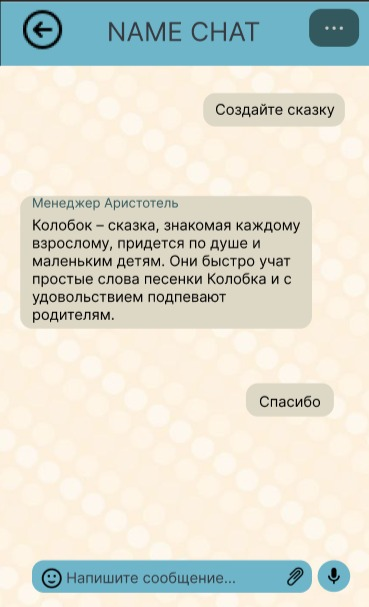 NAME CHAT
Создайте сказку
Менеджер Аристотель
Колобок – сказка, знакомая каждому
взрослому, придется по душе и
маленьким детям. Они быстро учат
простые слова песенки Колобка и с
удовольствием подпевают
родителям.
Спасибо
Напишите сообщение...